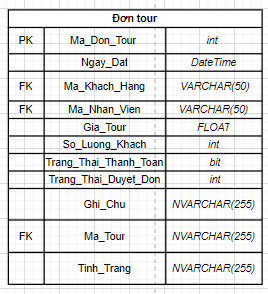 Đơn tour
PK Ma_Don_Tour int
Ngay_Dat DateTime
FK Ma_Khach_Hang VARCHAR(50)
FK Ma_Nhan_Vien VARCHAR(50)
Gia_Tour FLOAT
So_Luong_Khach int
Trang_Thai_Thanh_Toan bit
Trang_Thai_Duyet_Don int
Ghi_Chu NVARCHAR(255)
FK Ma_Tour NVARCHAR(255)
Tinh_Trang NVARCHAR(255)